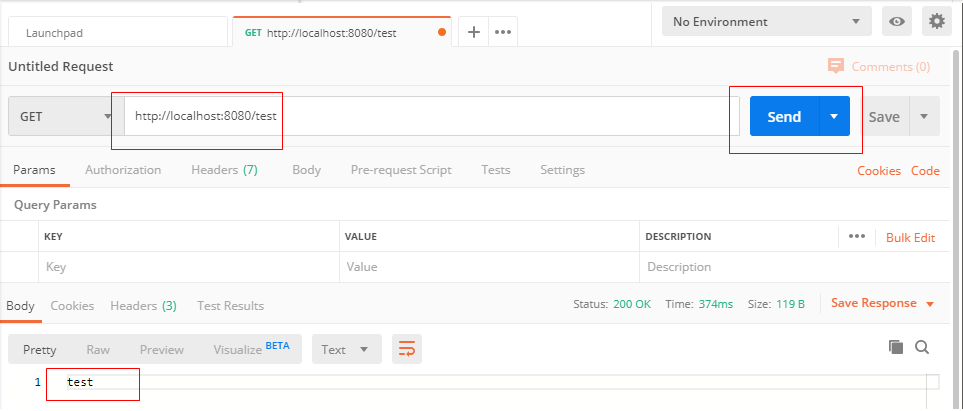 Launchpad GET http://localhost:8080/test + ••• No Environment
Untitled Request Comments (0)
GET http://localhost:8080/test Send Save
Params Authorization Headers (7) Body Pre-request Script Tests Settings Cookies Code
Query Params
KEY VALUE DESCRIPTION ••• Bulk Edit
Key Value Description
Body Cookies Headers (3) Test Results Status: 200 OK Time: 374ms Size: 119 B Save Response
Pretty Raw Preview Visualize BETA Text
1 test